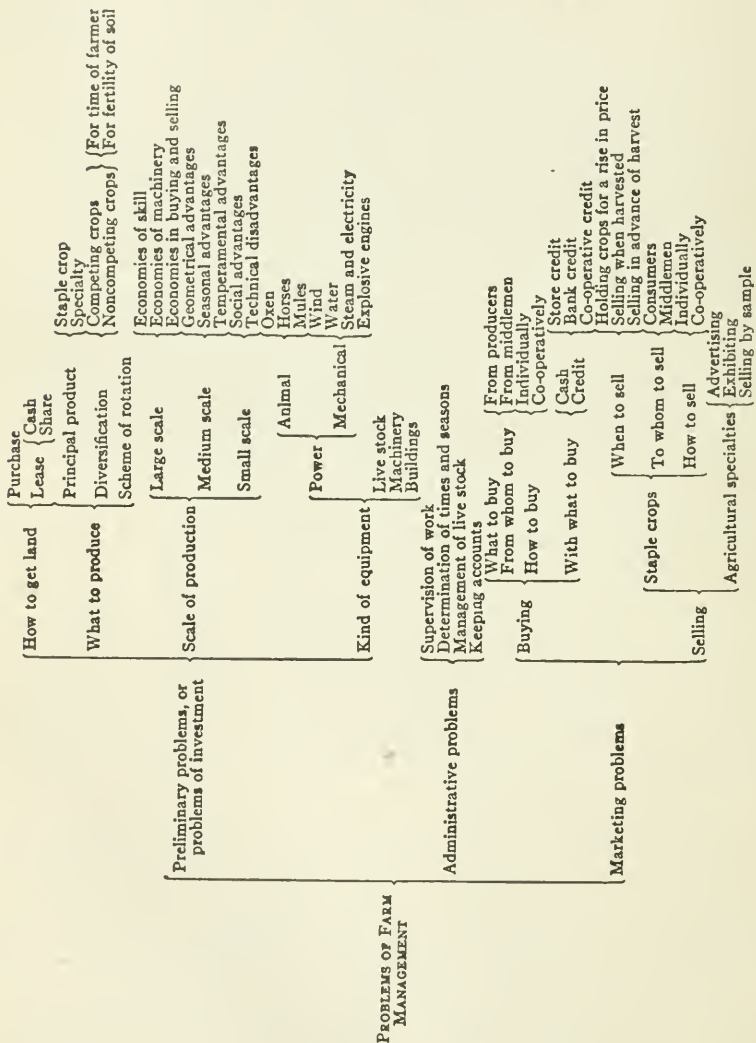 PROBLEMS OF FARM
MANAGEMENT
Preliminary problems, or
problems of investment
How to get land
Purchase
Lease
Cash
Share
What to produce
Principal product
Staple crop
Specialty
Diversification
Competing crops
Noncompeting crops
For time of farmer
For fertility of soil
Scheme of rotation
Scale of production
Large scale
Medium scale
Small scale
Economies of skill
Economies of machinery
Economies in buying and selling
Geometrical advantages
Seasonal advantages
Temperamental advantages
Social advantages
Technical disadvantages
Kind of equipment
Power
Animal
Oxen
Horses
Mules
Mechanical
Wind
Water
Steam and electricity
Explosive engines
Live stock
Machinery
Buildings
Administrative problems
Supervision of work
Determination of times and seasons
Management of live stock
Keeping accounts
Marketing problems
Buying
What to buy
From whom to buy
From producers
From middlemen
How to buy
Individually
Co-operatively
With what to buy
Cash
Credit
Store credit
Bank credit
Co-operative credit
Selling
Staple crops
When to sell
Holding crops for a rise in price
Selling when harvested
Selling in advance of harvest
To whom to sell
Consumers
Middlemen
How to sell
Individually
Co-operatively
Agricultural specialties
Advertising
Exhibiting
Selling by sample